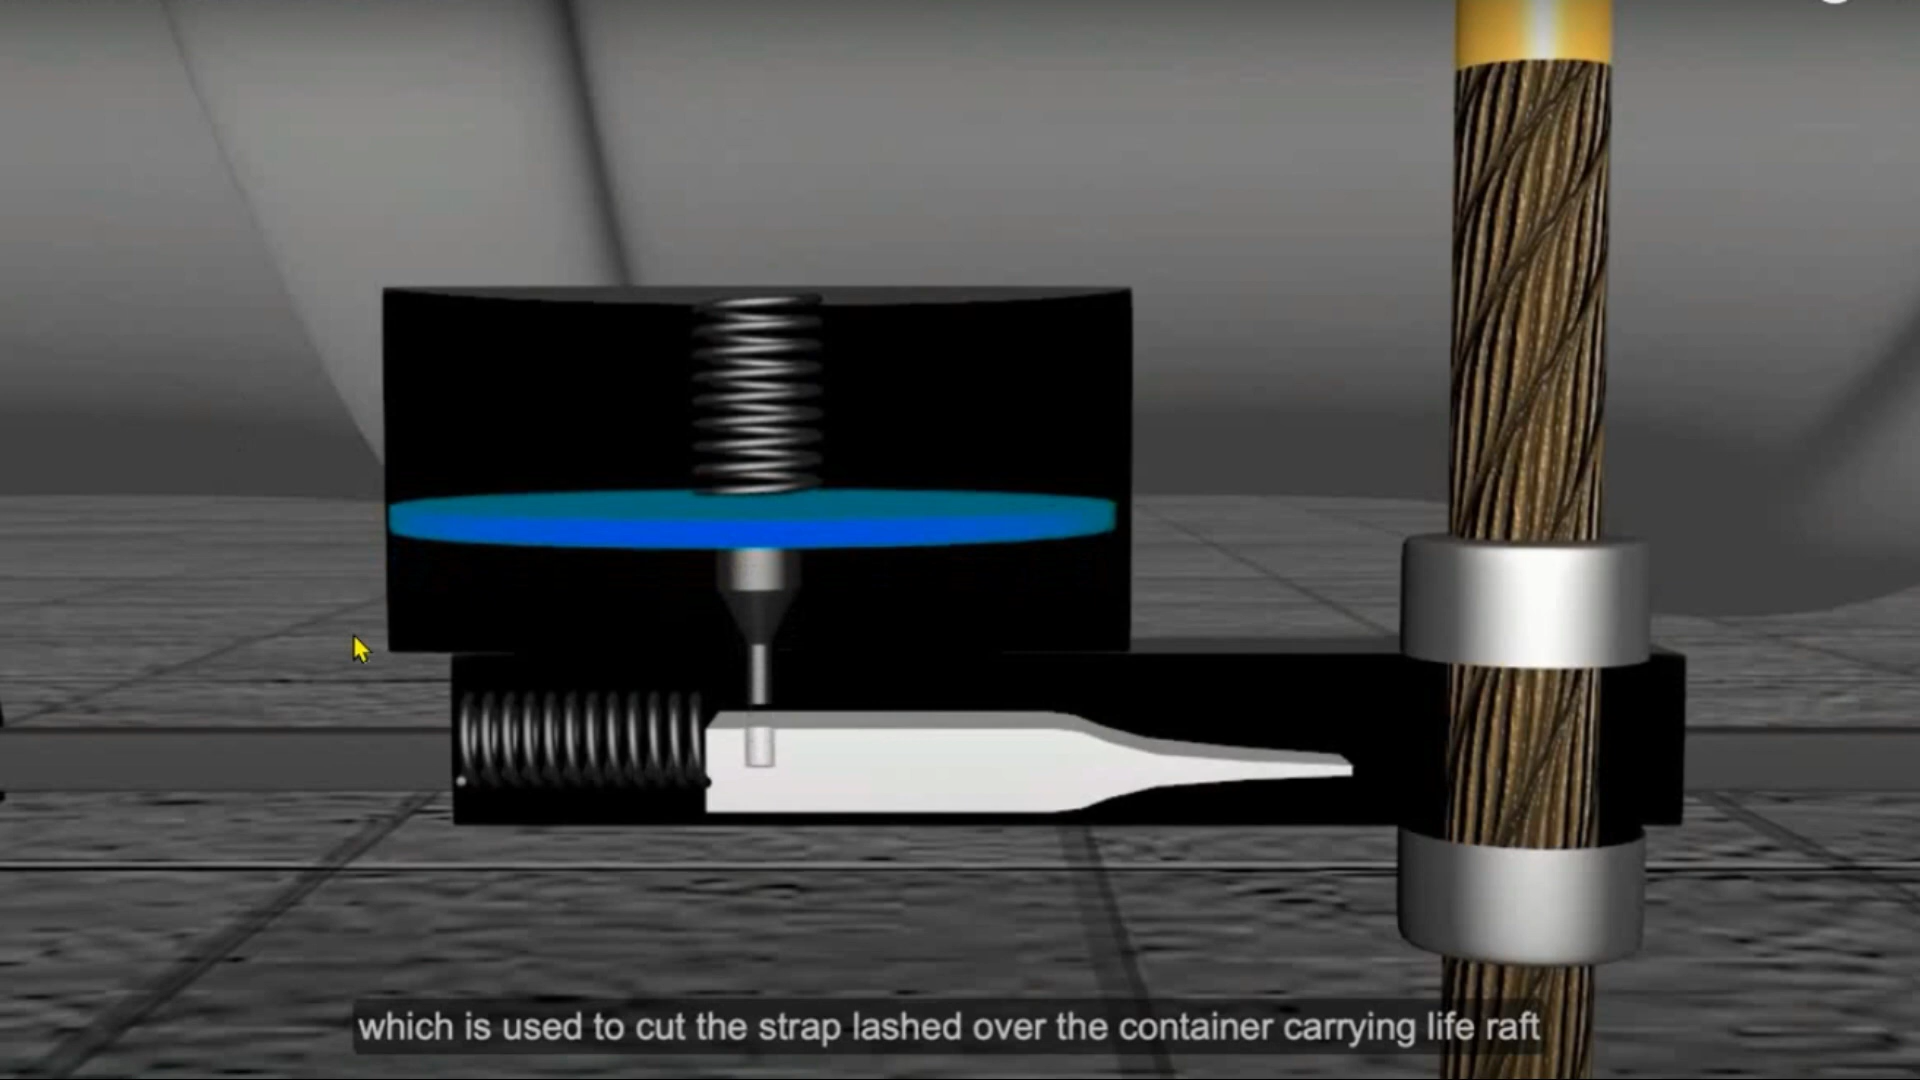 which is used to cut the strap lashed over the container carrying life raft